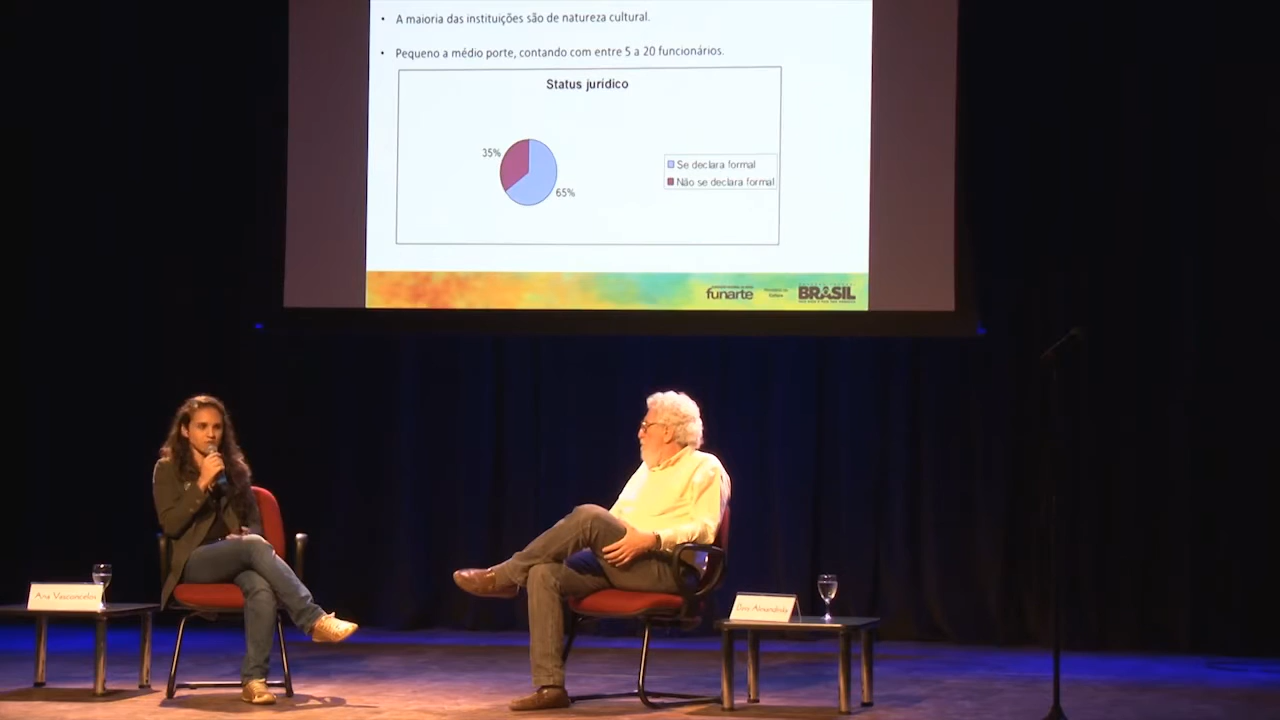 • A maioria das instituições são de natureza cultural.
• Pequeno a médio porte, contando com entre 5 a 20 funcionários.
Status jurídico
35%
65%
Se declara formal
Não se declara formal
funarte
BRASIL
Ana Vasconcelos